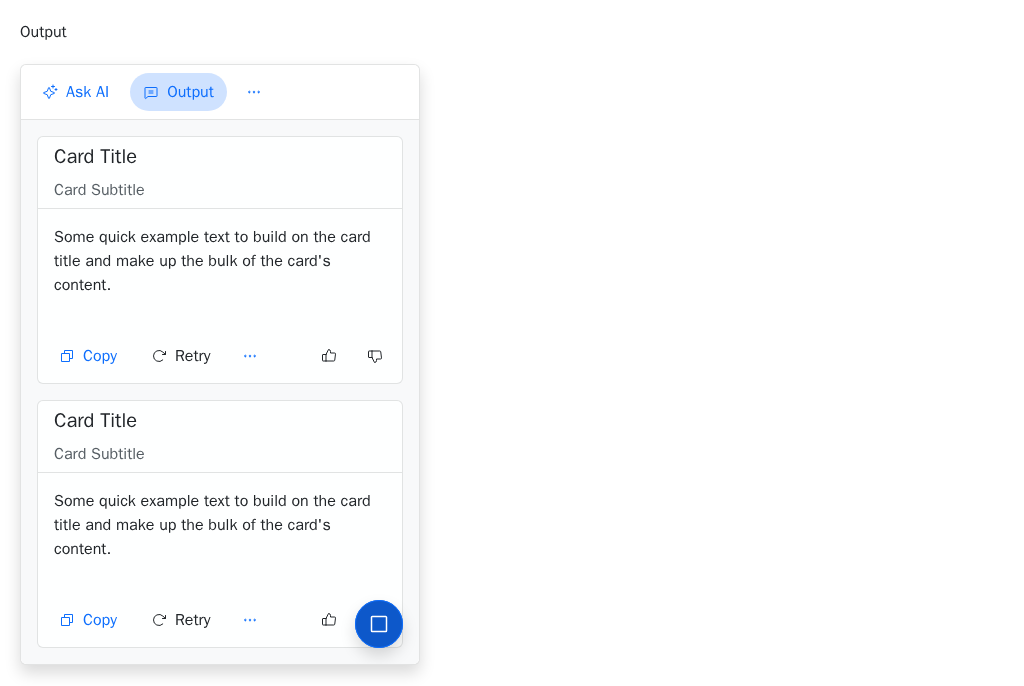 Output
Ask AI Output
Card Title
Card Subtitle
Some quick example text to build on the card
title and make up the bulk of the card's
content.
Copy Retry
Card Title
Card Subtitle
Some quick example text to build on the card
title and make up the bulk of the card's
content.
Copy Retry